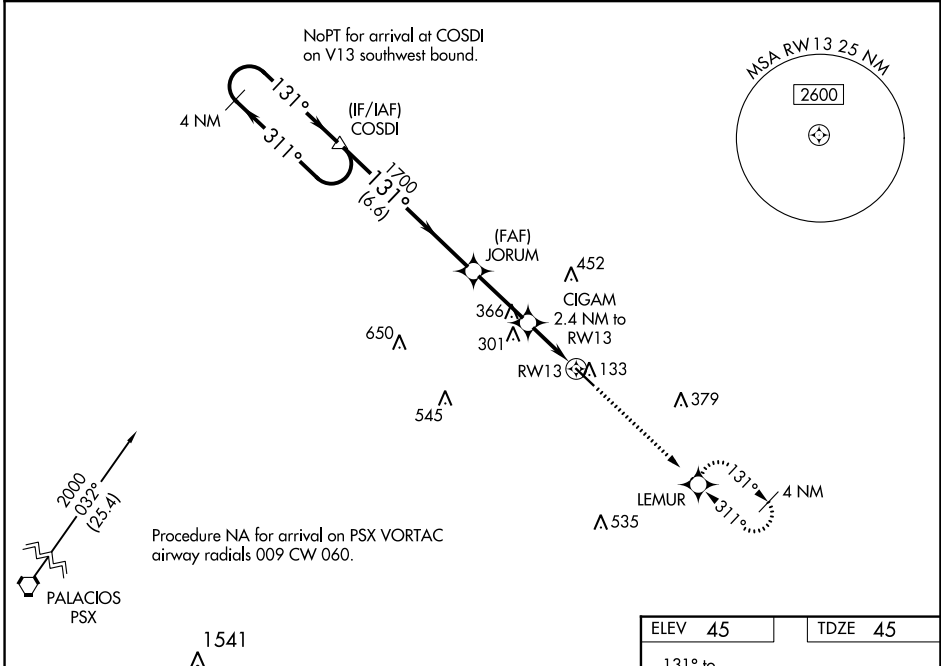 NoPT for arrival at COSDI
on V13 southwest bound.
MSA RW13 25 NM
2600
131°
4 NM
311°
(IF/IAF)
COSDI
1700
131°
(6.6)
(FAF)
JORUM
452
CIGAM
2.4 NM to
RW13
366
301
650
RW13
133
545
379
LEMUR
131°
4 NM
311°
535
2000
032°
(25.4)
Procedure NA for arrival on PSX VORTAC
airway radials 009 CW 060.
PALACIOS
PSX
1541
ELEV 45
TDZE 45
131° to